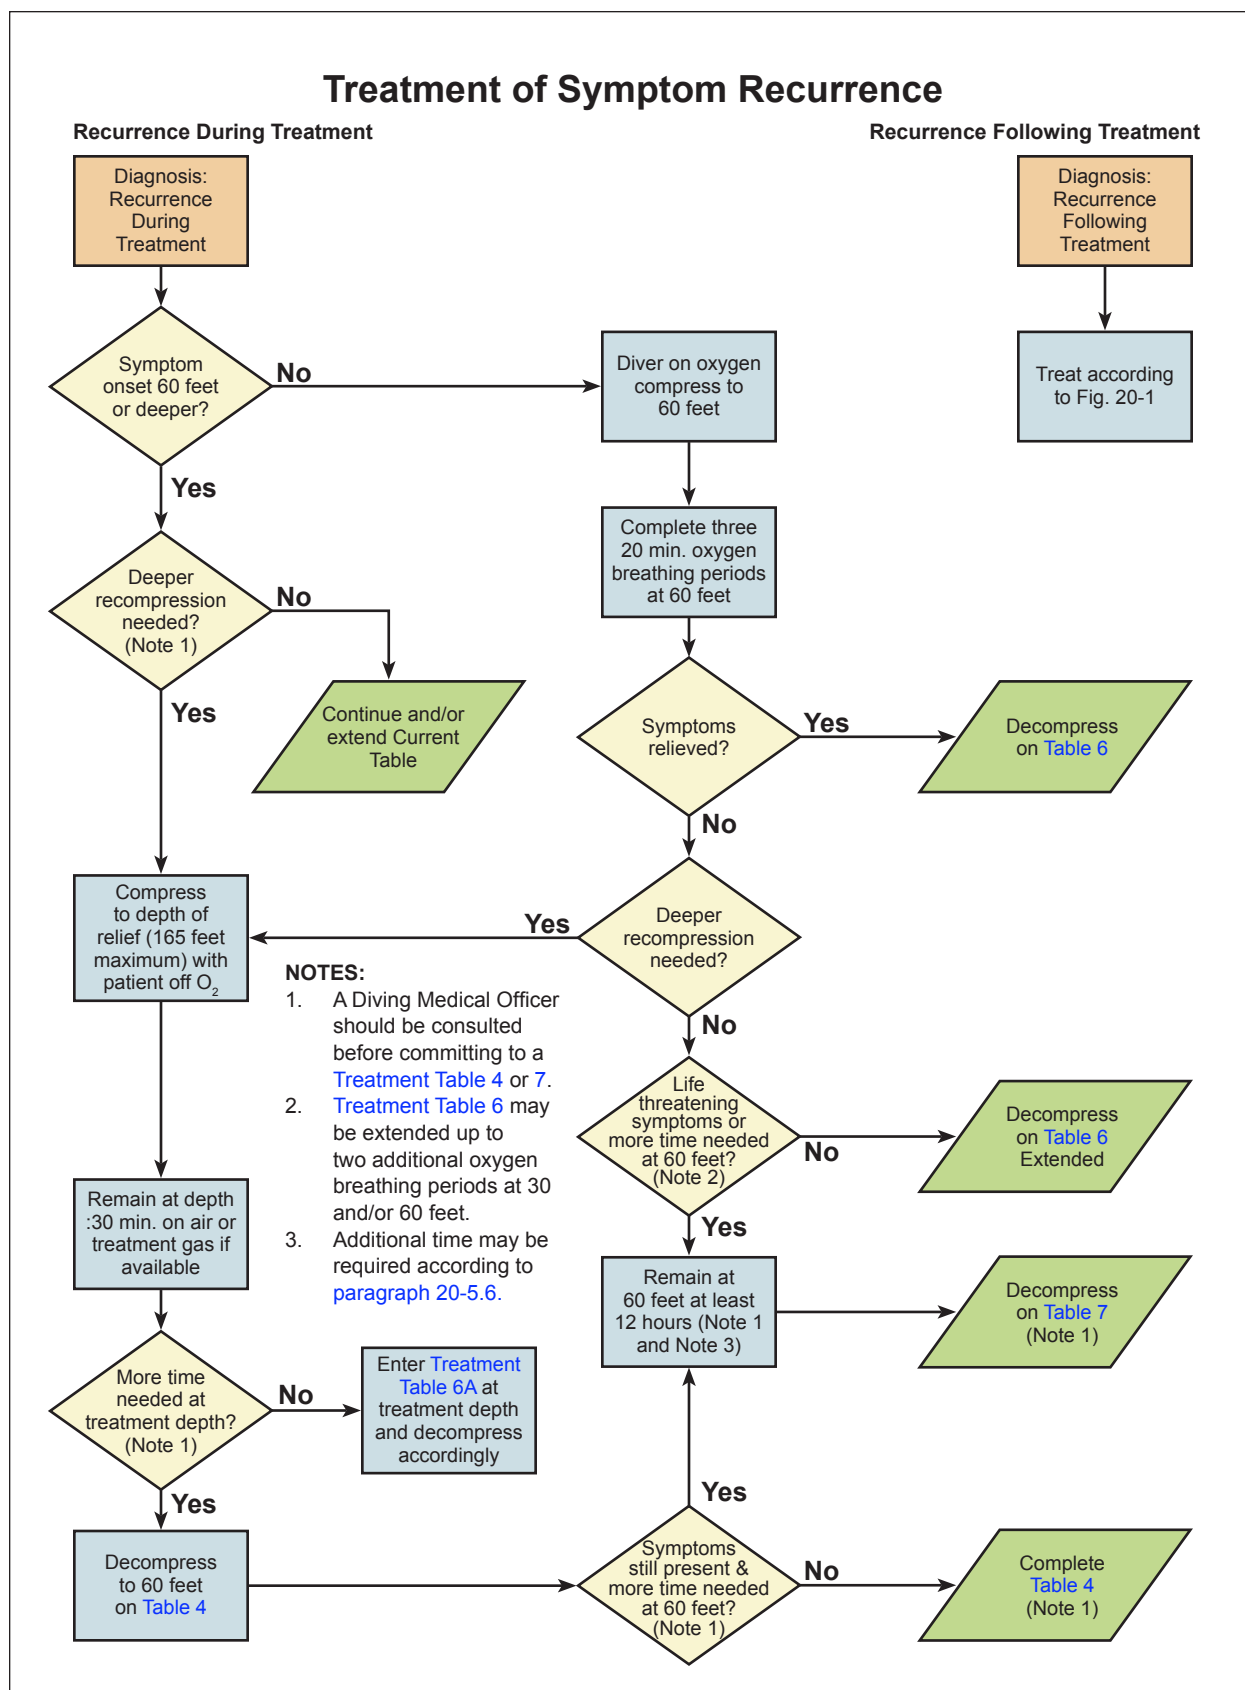 Treatment of Symptom Recurrence
Recurrence During Treatment
Recurrence Following Treatment
Diagnosis:
Recurrence
During
Treatment
Diagnosis:
Recurrence
Following
Treatment
Symptom
onset 60 feet
or deeper?
No
Diver on oxygen
compress to
60 feet
Treat according
to Fig. 20-1
Yes
Complete three
20 min. oxygen
breathing periods
at 60 feet
Deeper
recompression
needed?
(Note 1)
No
Yes
Continue and/or
extend Current
Table
Symptoms
relieved?
Yes
Decompress
on Table 6
No
Compress
to depth of
relief (165 feet
maximum) with
patient off O2
Yes
Deeper
recompression
needed?
NOTES:
1. A Diving Medical Officer
should be consulted
before committing to a
Treatment Table 4 or 7.
2. Treatment Table 6 may
be extended up to
two additional oxygen
breathing periods at 30
and/or 60 feet.
3. Additional time may be
required according to
paragraph 20-5.6.
No
Life
threatening
symptoms or
more time needed
at 60 feet?
(Note 2)
No
Decompress
on Table 6
Extended
Remain at depth
:30 min. on air or
treatment gas if
available
Yes
Remain at
60 feet at least
12 hours (Note 1
and Note 3)
Decompress
on Table 7
(Note 1)
More time
needed at
treatment depth?
(Note 1)
No
Enter Treatment
Table 6A at
treatment depth
and decompress
accordingly
Yes
Yes
Decompress
to 60 feet
on Table 4
Symptoms
still present &
more time needed
at 60 feet?
(Note 1)
No
Complete
Table 4
(Note 1)